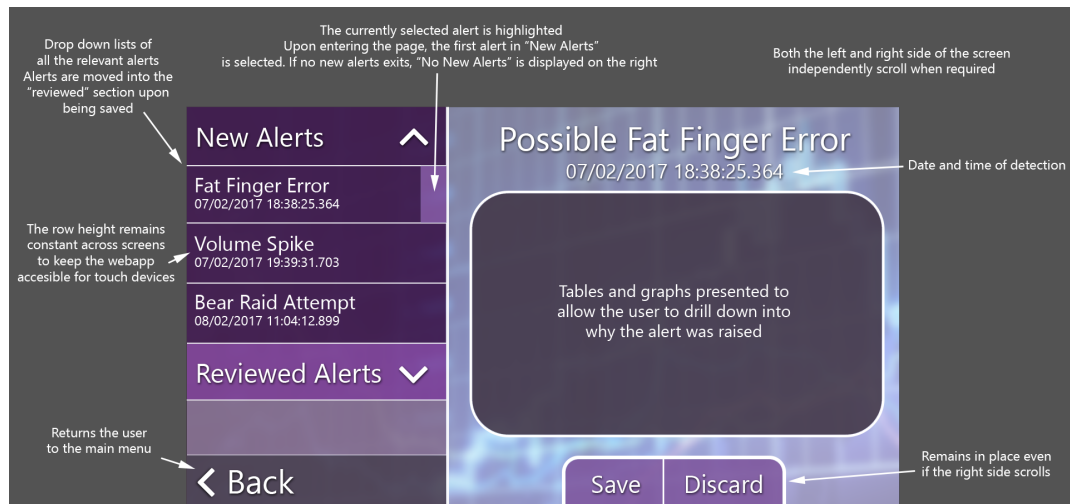 Drop down lists of
all the relevant alerts
Alerts are moved into the
"reviewed" section upon
being saved
The currently selected alert is highlighted
Upon entering the page, the first alert in "New Alerts"
is selected. If no new alerts exits, "No New Alerts" is displayed on the right
Both the left and right side of the screen
independently scroll when required
New Alerts
Fat Finger Error
07/02/2017 18:38:25.364
The row height remains
constant across screens
to keep the webapp
accesible for touch devices
Volume Spike
07/02/2017 19:39:31.703
Bear Raid Attempt
08/02/2017 11:04:12.899
Reviewed Alerts
Returns the user
to the main menu
Back
Possible Fat Finger Error
07/02/2017 18:38:25.364
Date and time of detection
Tables and graphs presented to
allow the user to drill down into
why the alert was raised
Save Discard
Remains in place even
if the right side scrolls